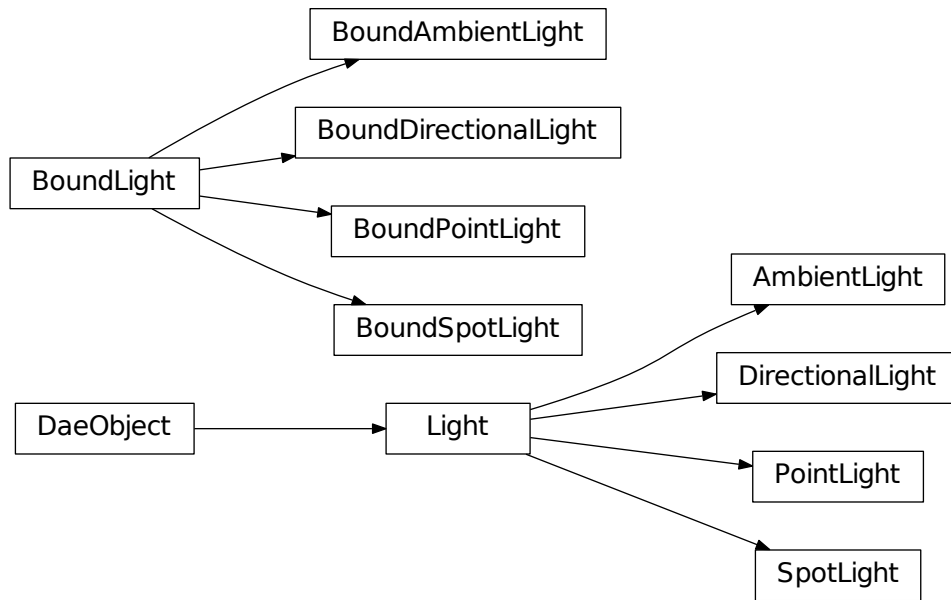 BoundAmbientLight
BoundDirectionalLight
BoundLight
BoundPointLight
AmbientLight
BoundSpotLight
DirectionalLight
DaeObject
Light
PointLight
SpotLight